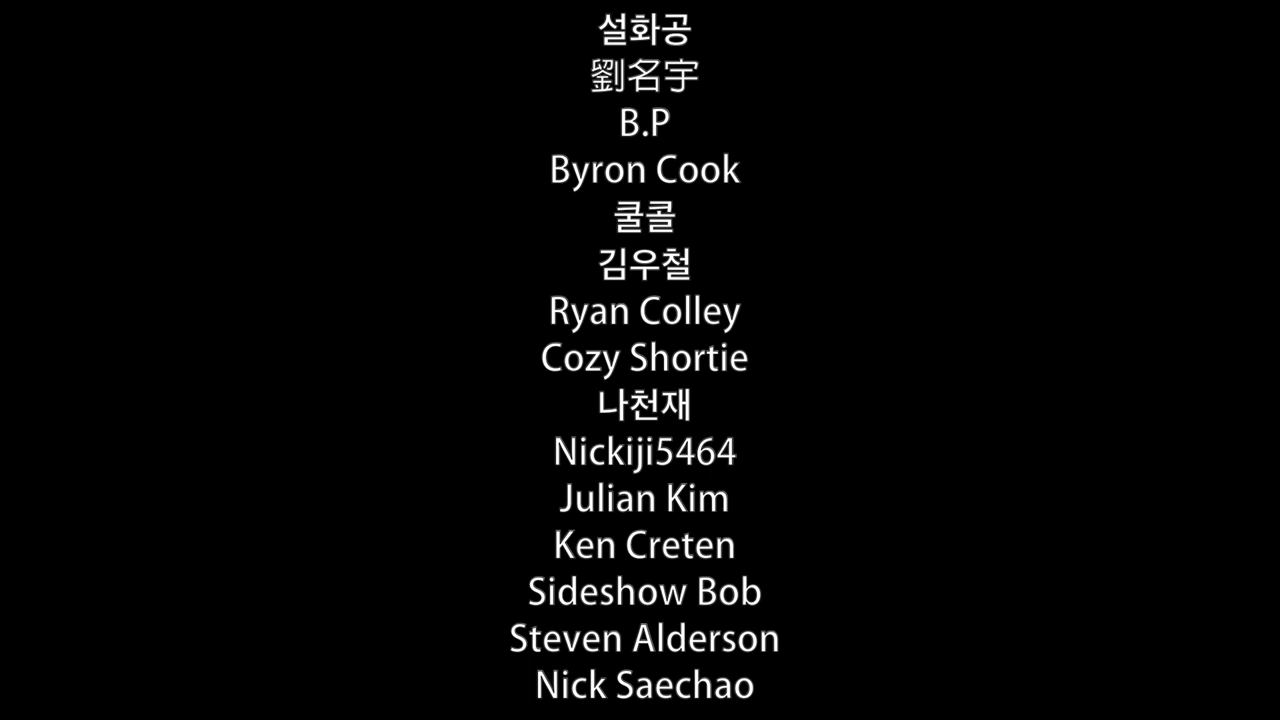 설화공
劉名宇
B.P
Byron Cook
쿨콜
김우철
Ryan Colley
Cozy Shortie
나천재
Nickiji5464
Julian Kim
Ken Creten
Sideshow Bob
Steven Alderson
Nick Saechao